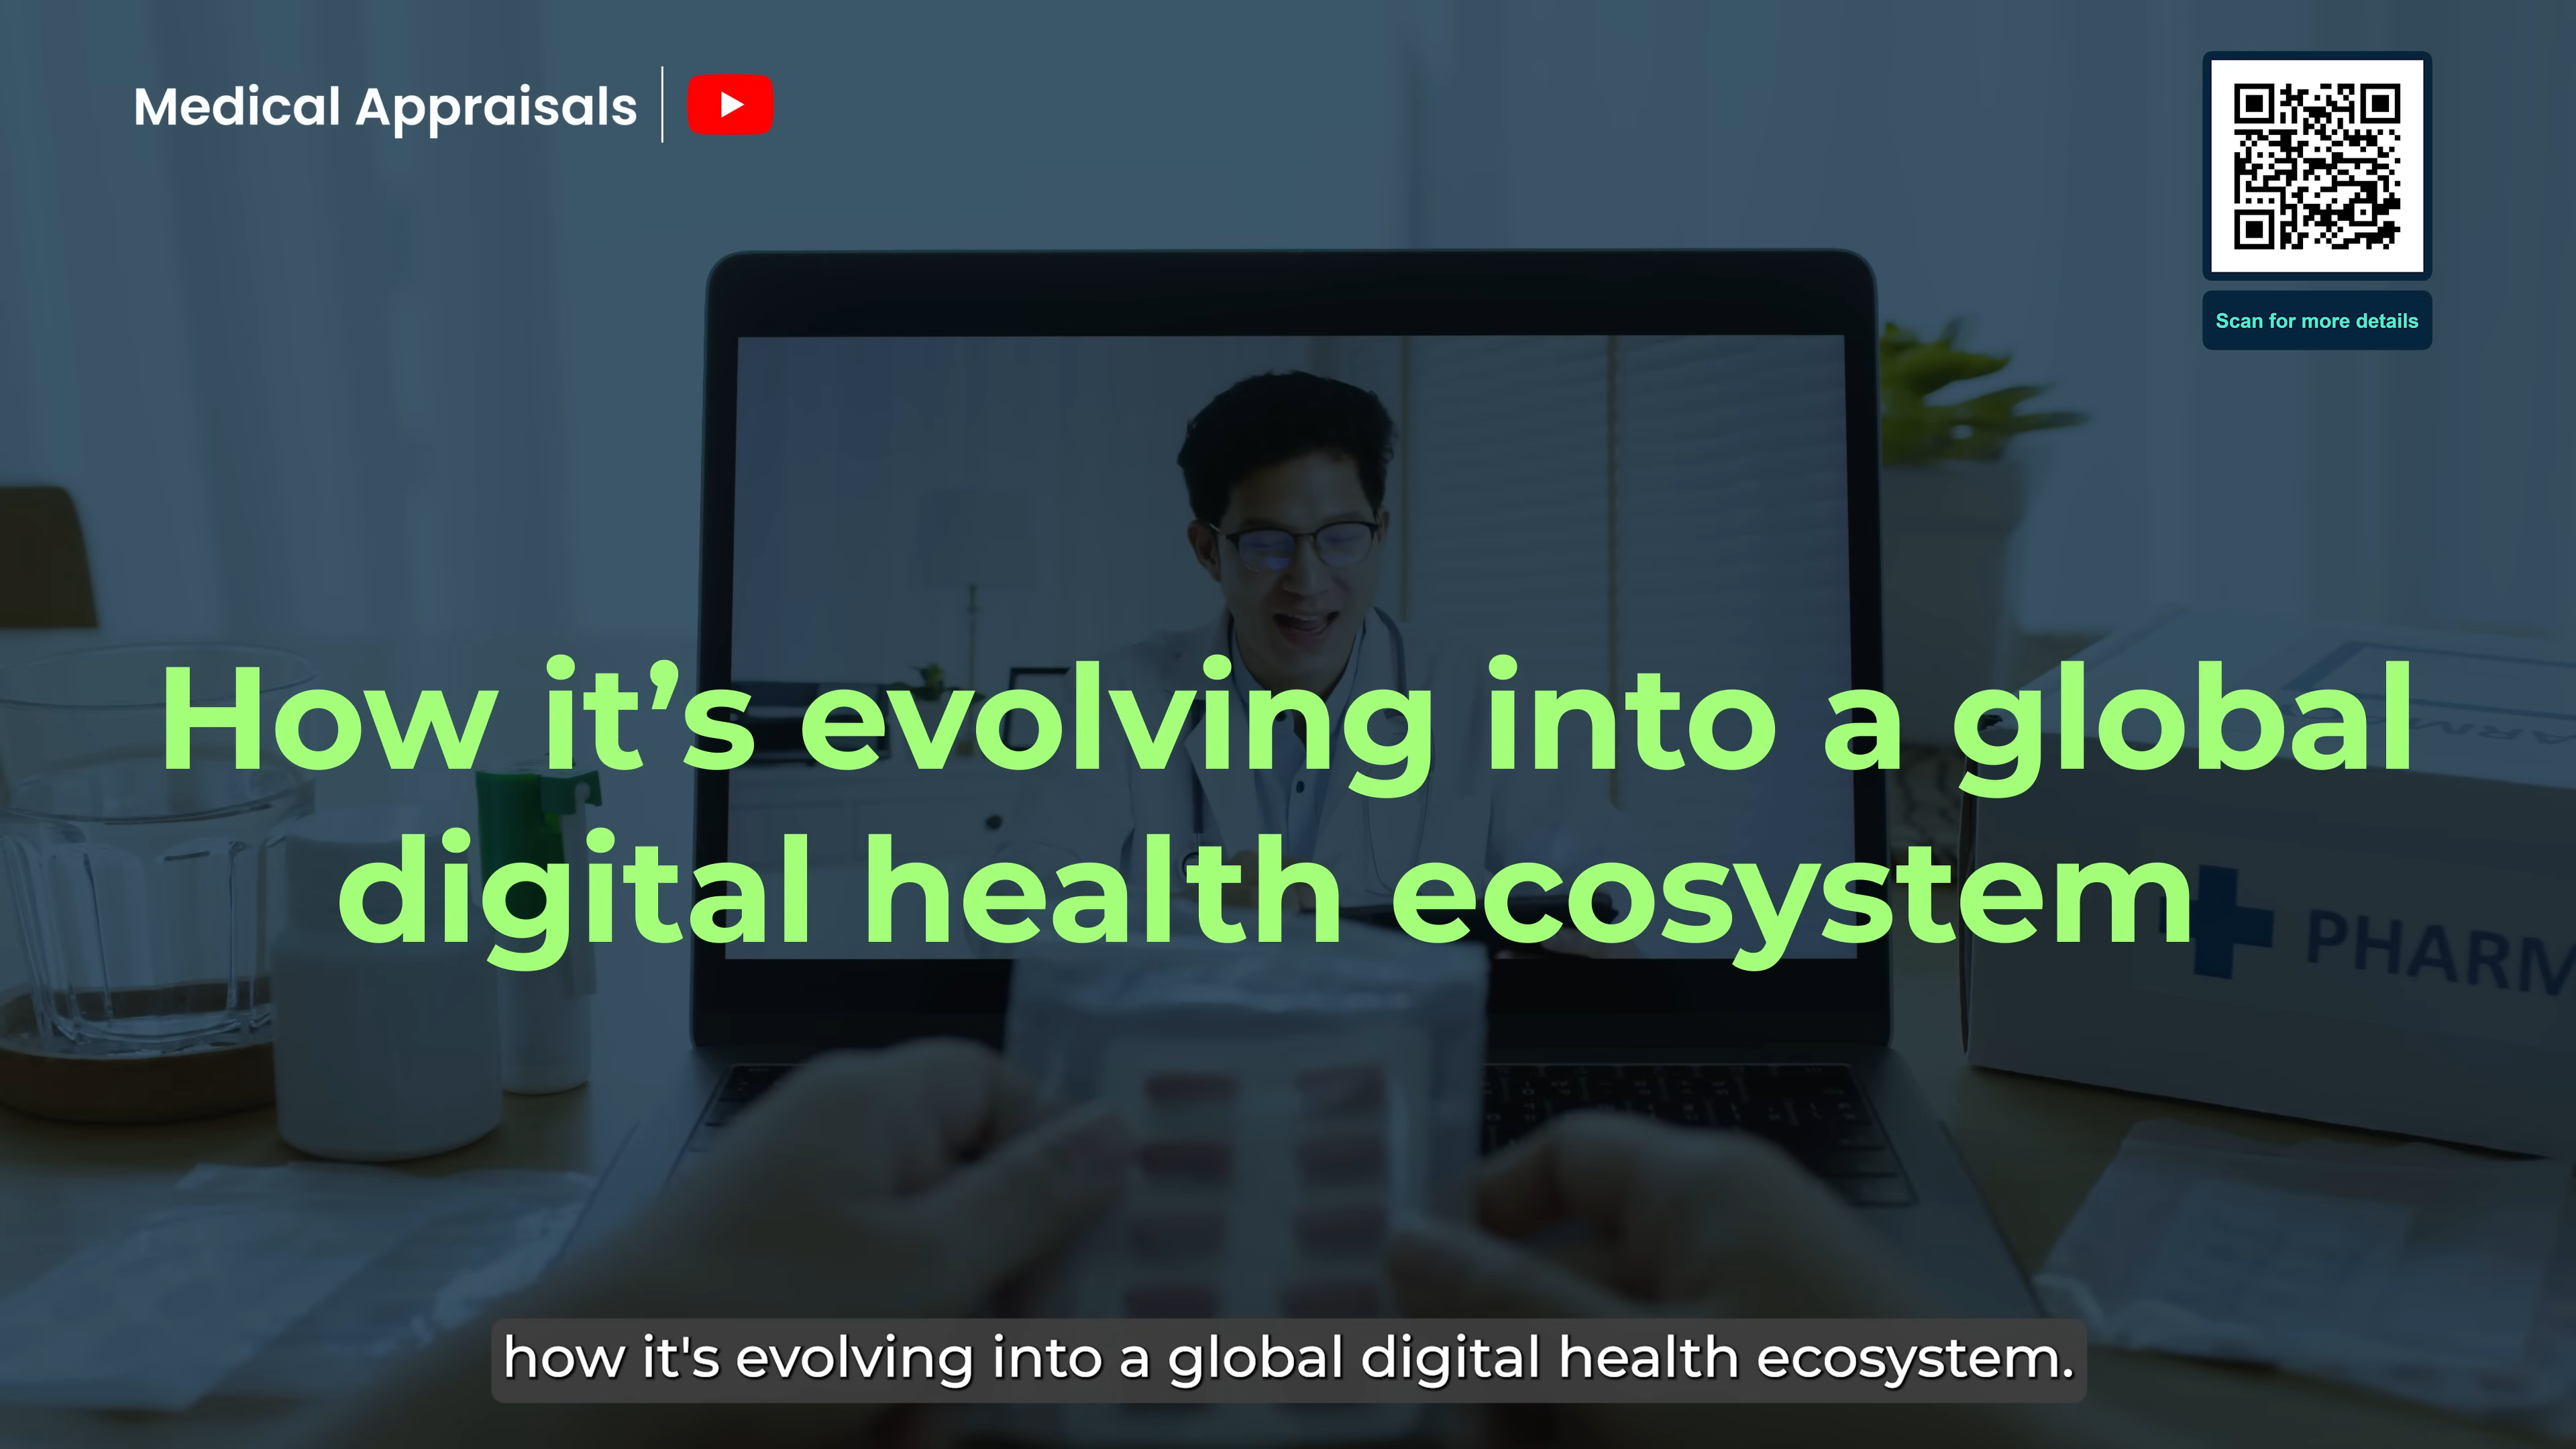 Medical Appraisals
Scan for more details
How it’s evolving into a global
digital health ecosystem
PHARM
how it's evolving into a global digital health ecosystem.